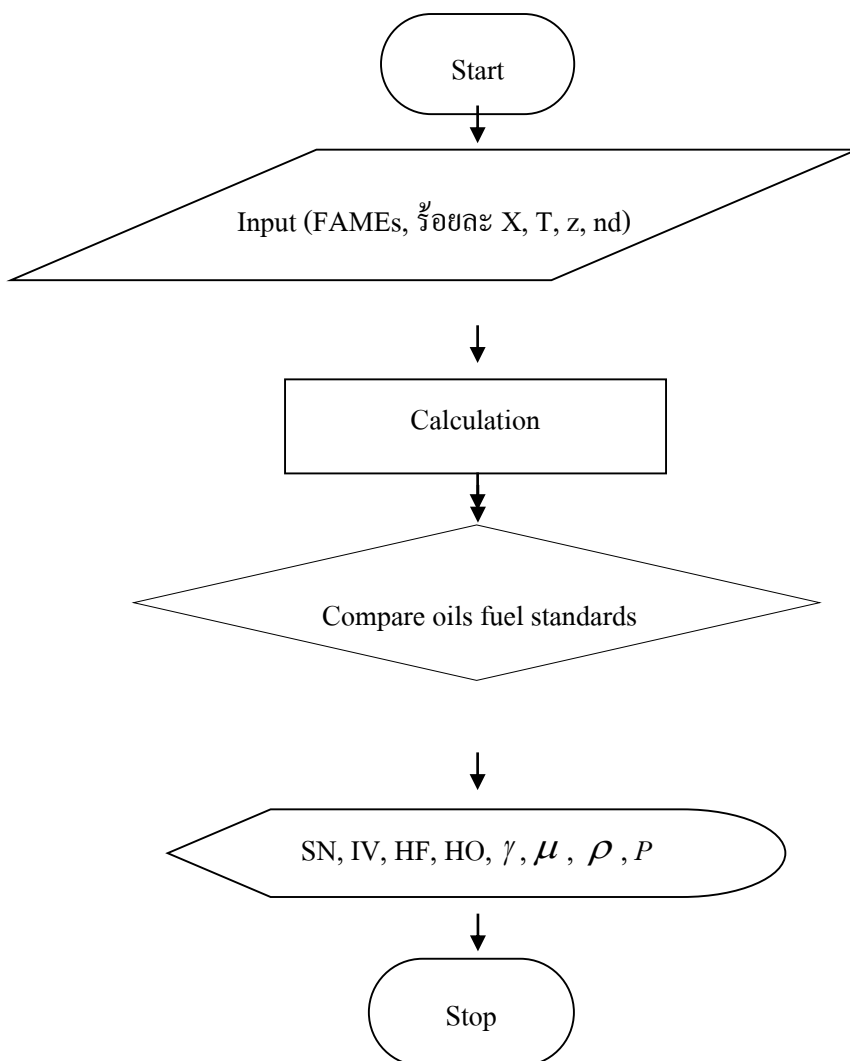 Start
Input (FAMEs, ร้อยละ X, T, z, nd)
Calculation
Compare oils fuel standards
SN, IV, HF, HO, γ, μ, ρ, P
Stop